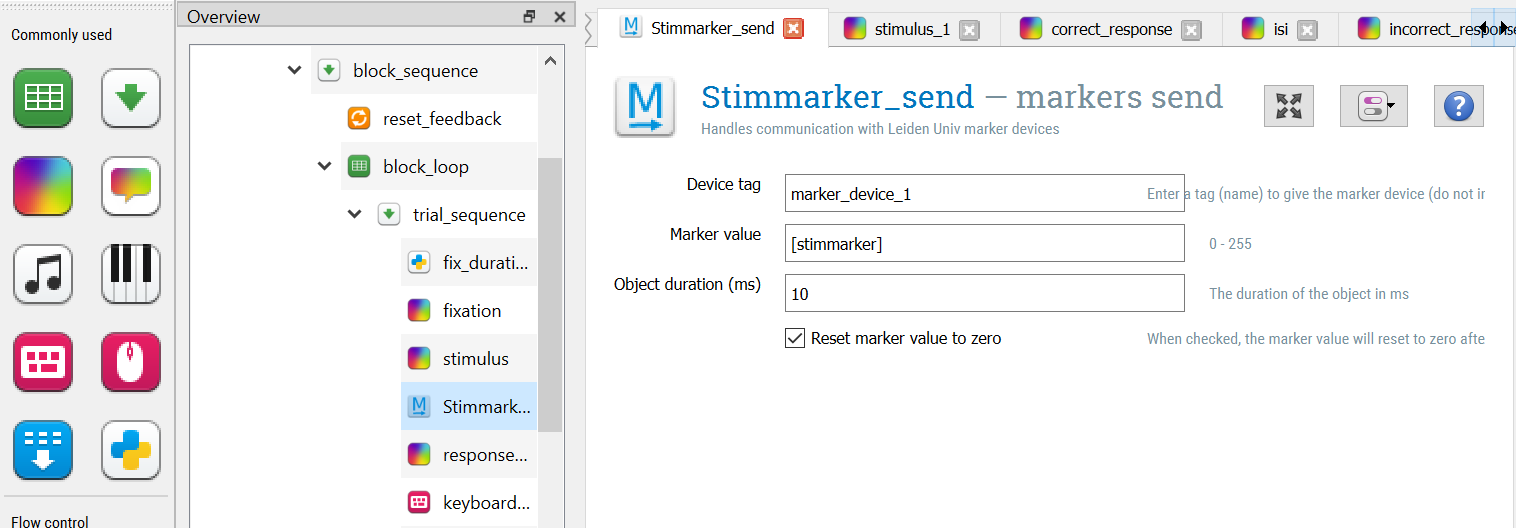 Commonly used
Flow control
Overview
block_sequence
reset_feedback
block_loop
trial_sequence
fix_durati...
fixation
stimulus
Stimmark...
response...
keyboard...
Stimmarker_send
stimulus_1
correct_response
isi
incorrect_response
M
Stimmarker_send — markers send
Handles communication with Leiden Univ marker devices
?
Device tag
marker_device_1
Enter a tag (name) to give the marker device (do not in
Marker value
[stimmarker]
0 - 255
Object duration (ms)
10
The duration of the object in ms
Reset marker value to zero
When checked, the marker value will reset to zero afte